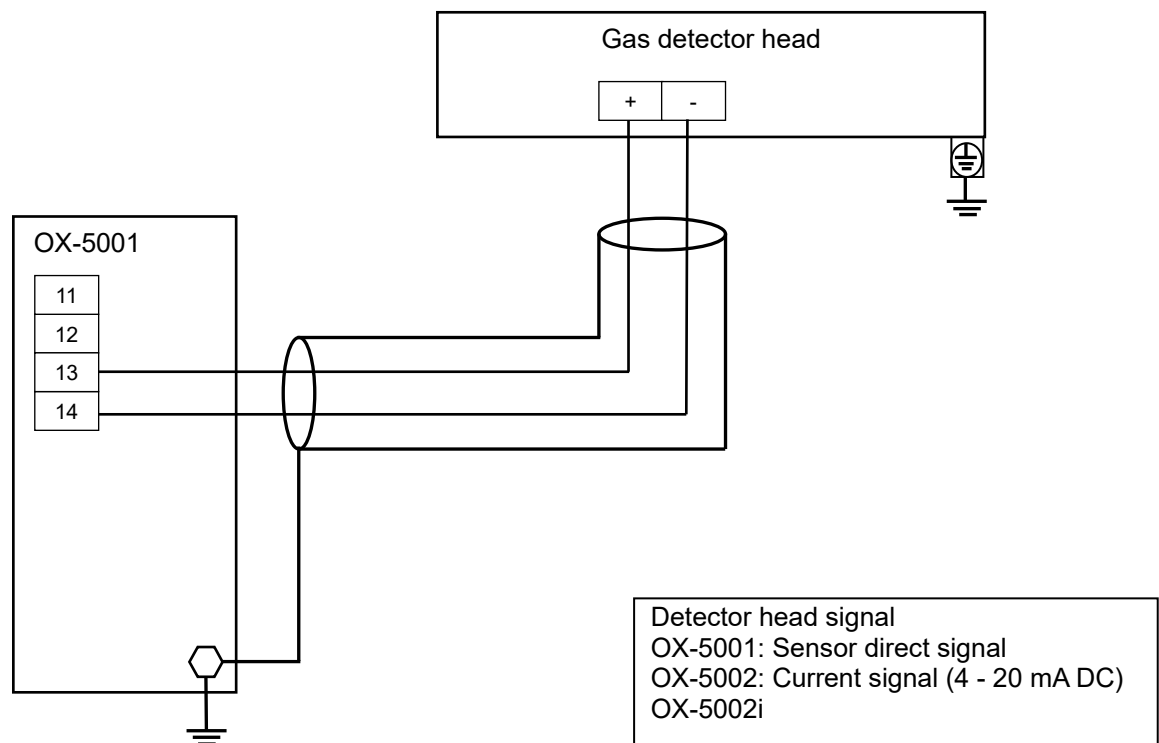 Gas detector head
+
-
OX-5001
11
12
13
14
Detector head signal
OX-5001: Sensor direct signal
OX-5002: Current signal (4 - 20 mA DC)
OX-5002i